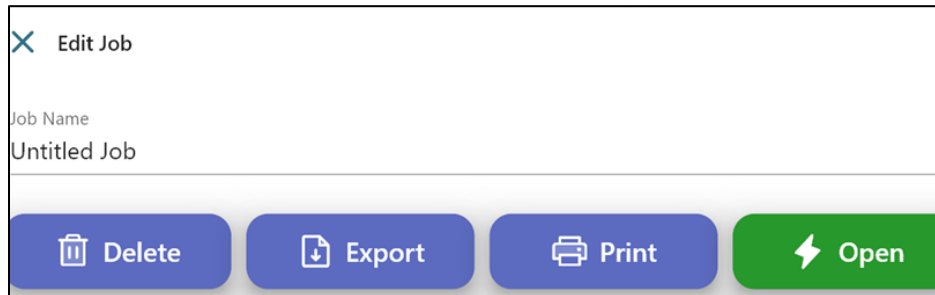 Edit Job
Job Name
Untitled Job
Delete Export Print Open